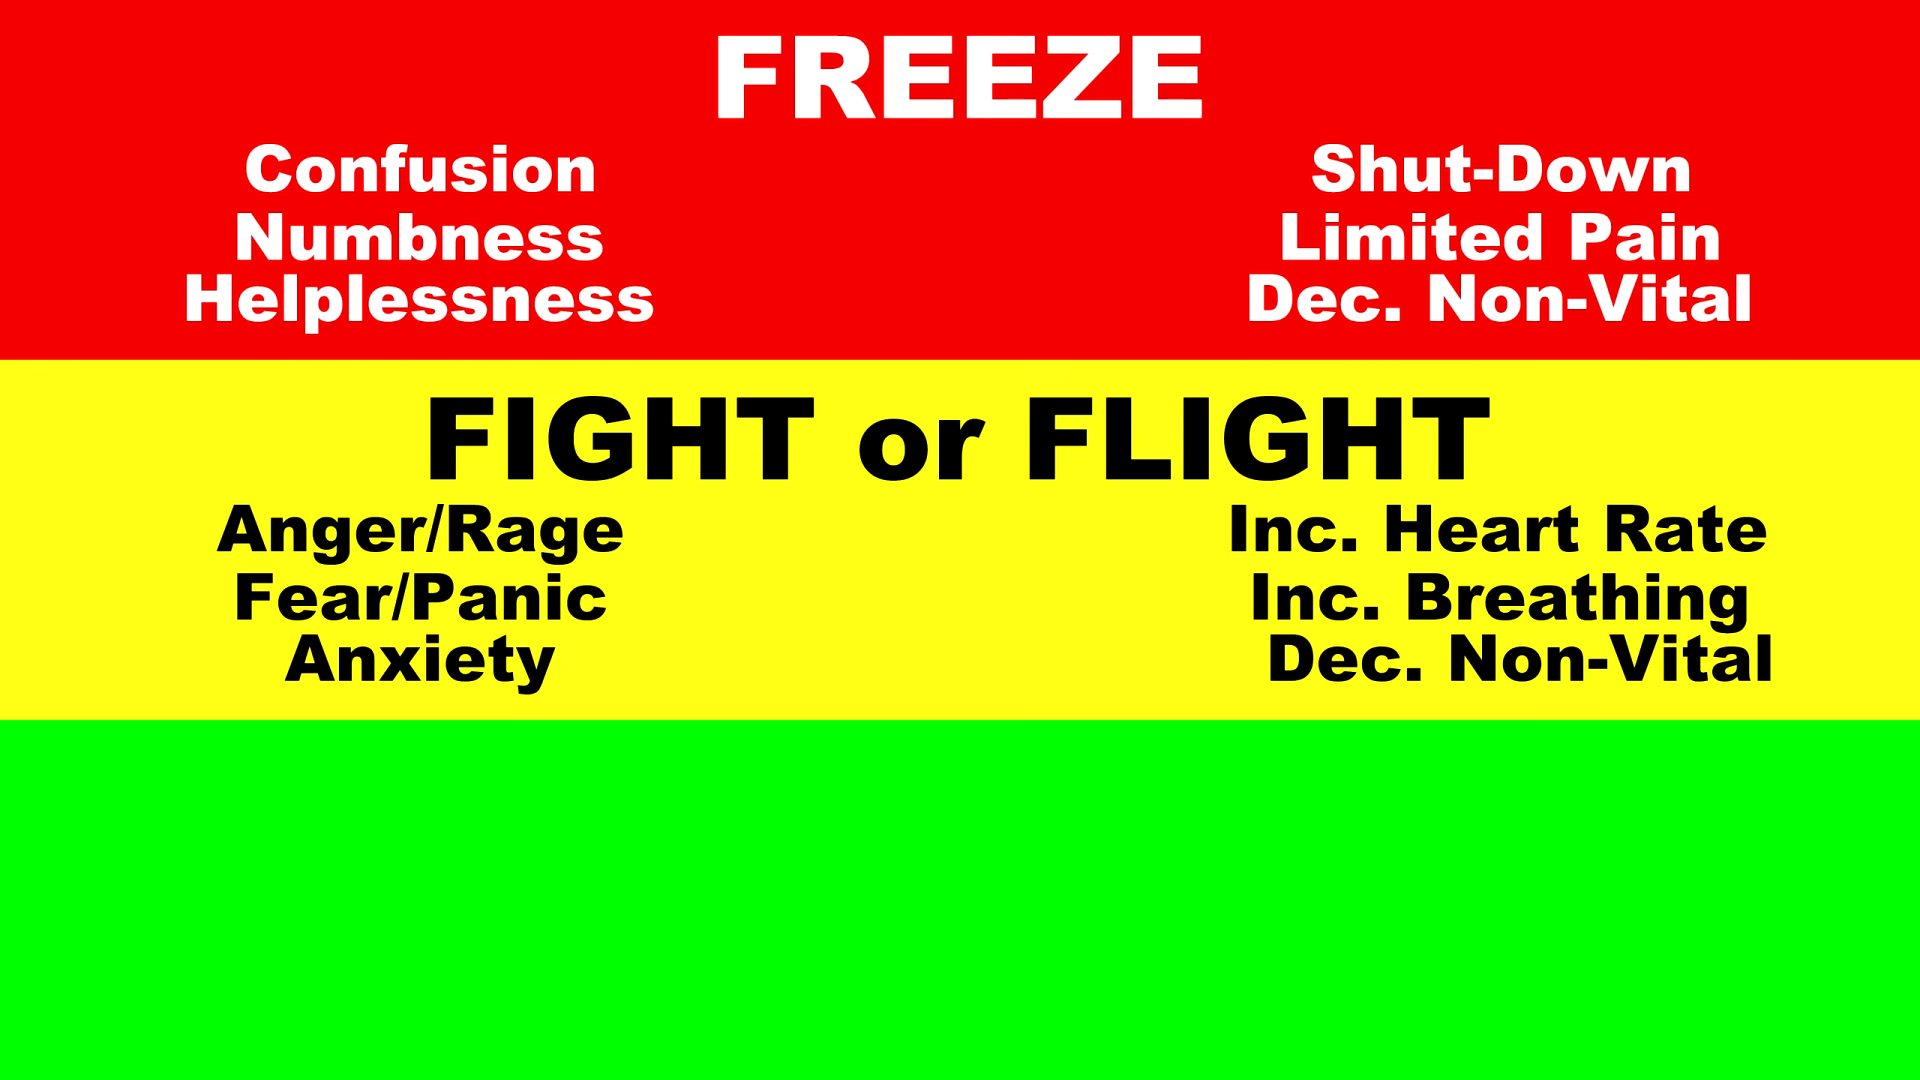 FREEZE
Confusion
Numbness
Helplessness
Shut-Down
Limited Pain
Dec. Non-Vital
FIGHT or FLIGHT
Anger/Rage
Fear/Panic
Anxiety
Inc. Heart Rate
Inc. Breathing
Dec. Non-Vital